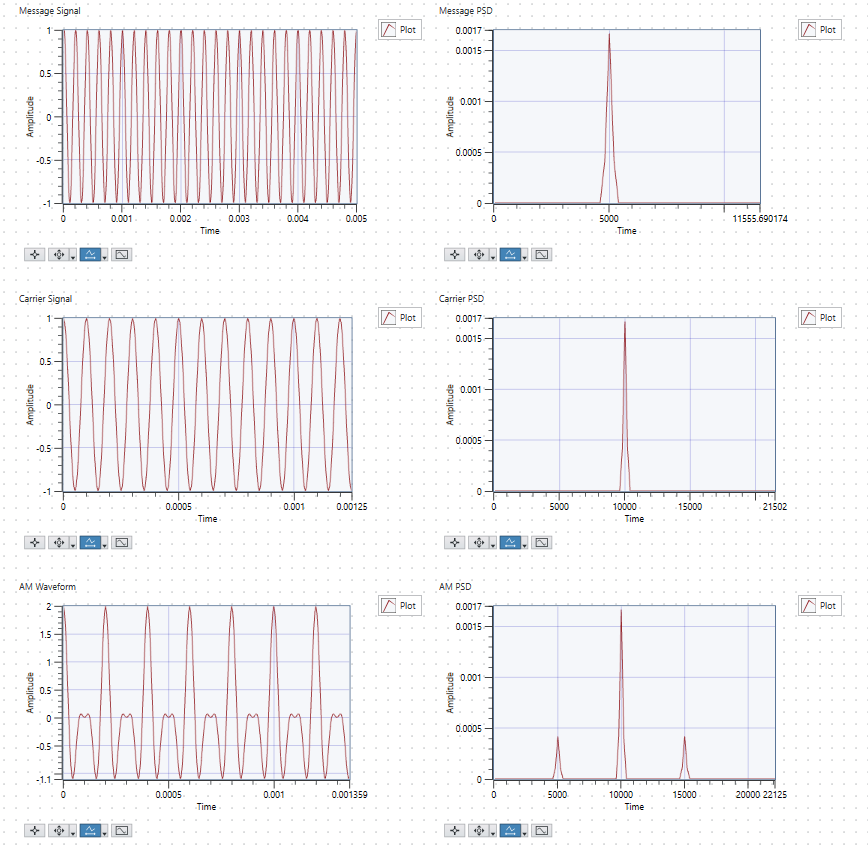 Message Signal
Plot
1
0.5
0
-0.5
-1
Amplitude
0 0.001 0.002 0.003 0.004 0.005
Time
Message PSD
Plot
0.0017
0.0015
0.001
0.0005
0
Amplitude
0 5000 11555.690174
Time
Carrier Signal
Plot
1
0.5
0
-0.5
-1
Amplitude
0 0.0005 0.001 0.00125
Time
Carrier PSD
Plot
0.0017
0.0015
0.001
0.0005
0
Amplitude
0 5000 10000 15000 21502
Time
AM Waveform
Plot
2
1.5
1
0.5
0
-0.5
-1.1
Amplitude
0 0.0005 0.001 0.001359
Time
AM PSD
Plot
0.0017
0.0015
0.001
0.0005
0
Amplitude
0 5000 10000 15000 20000 22125
Time